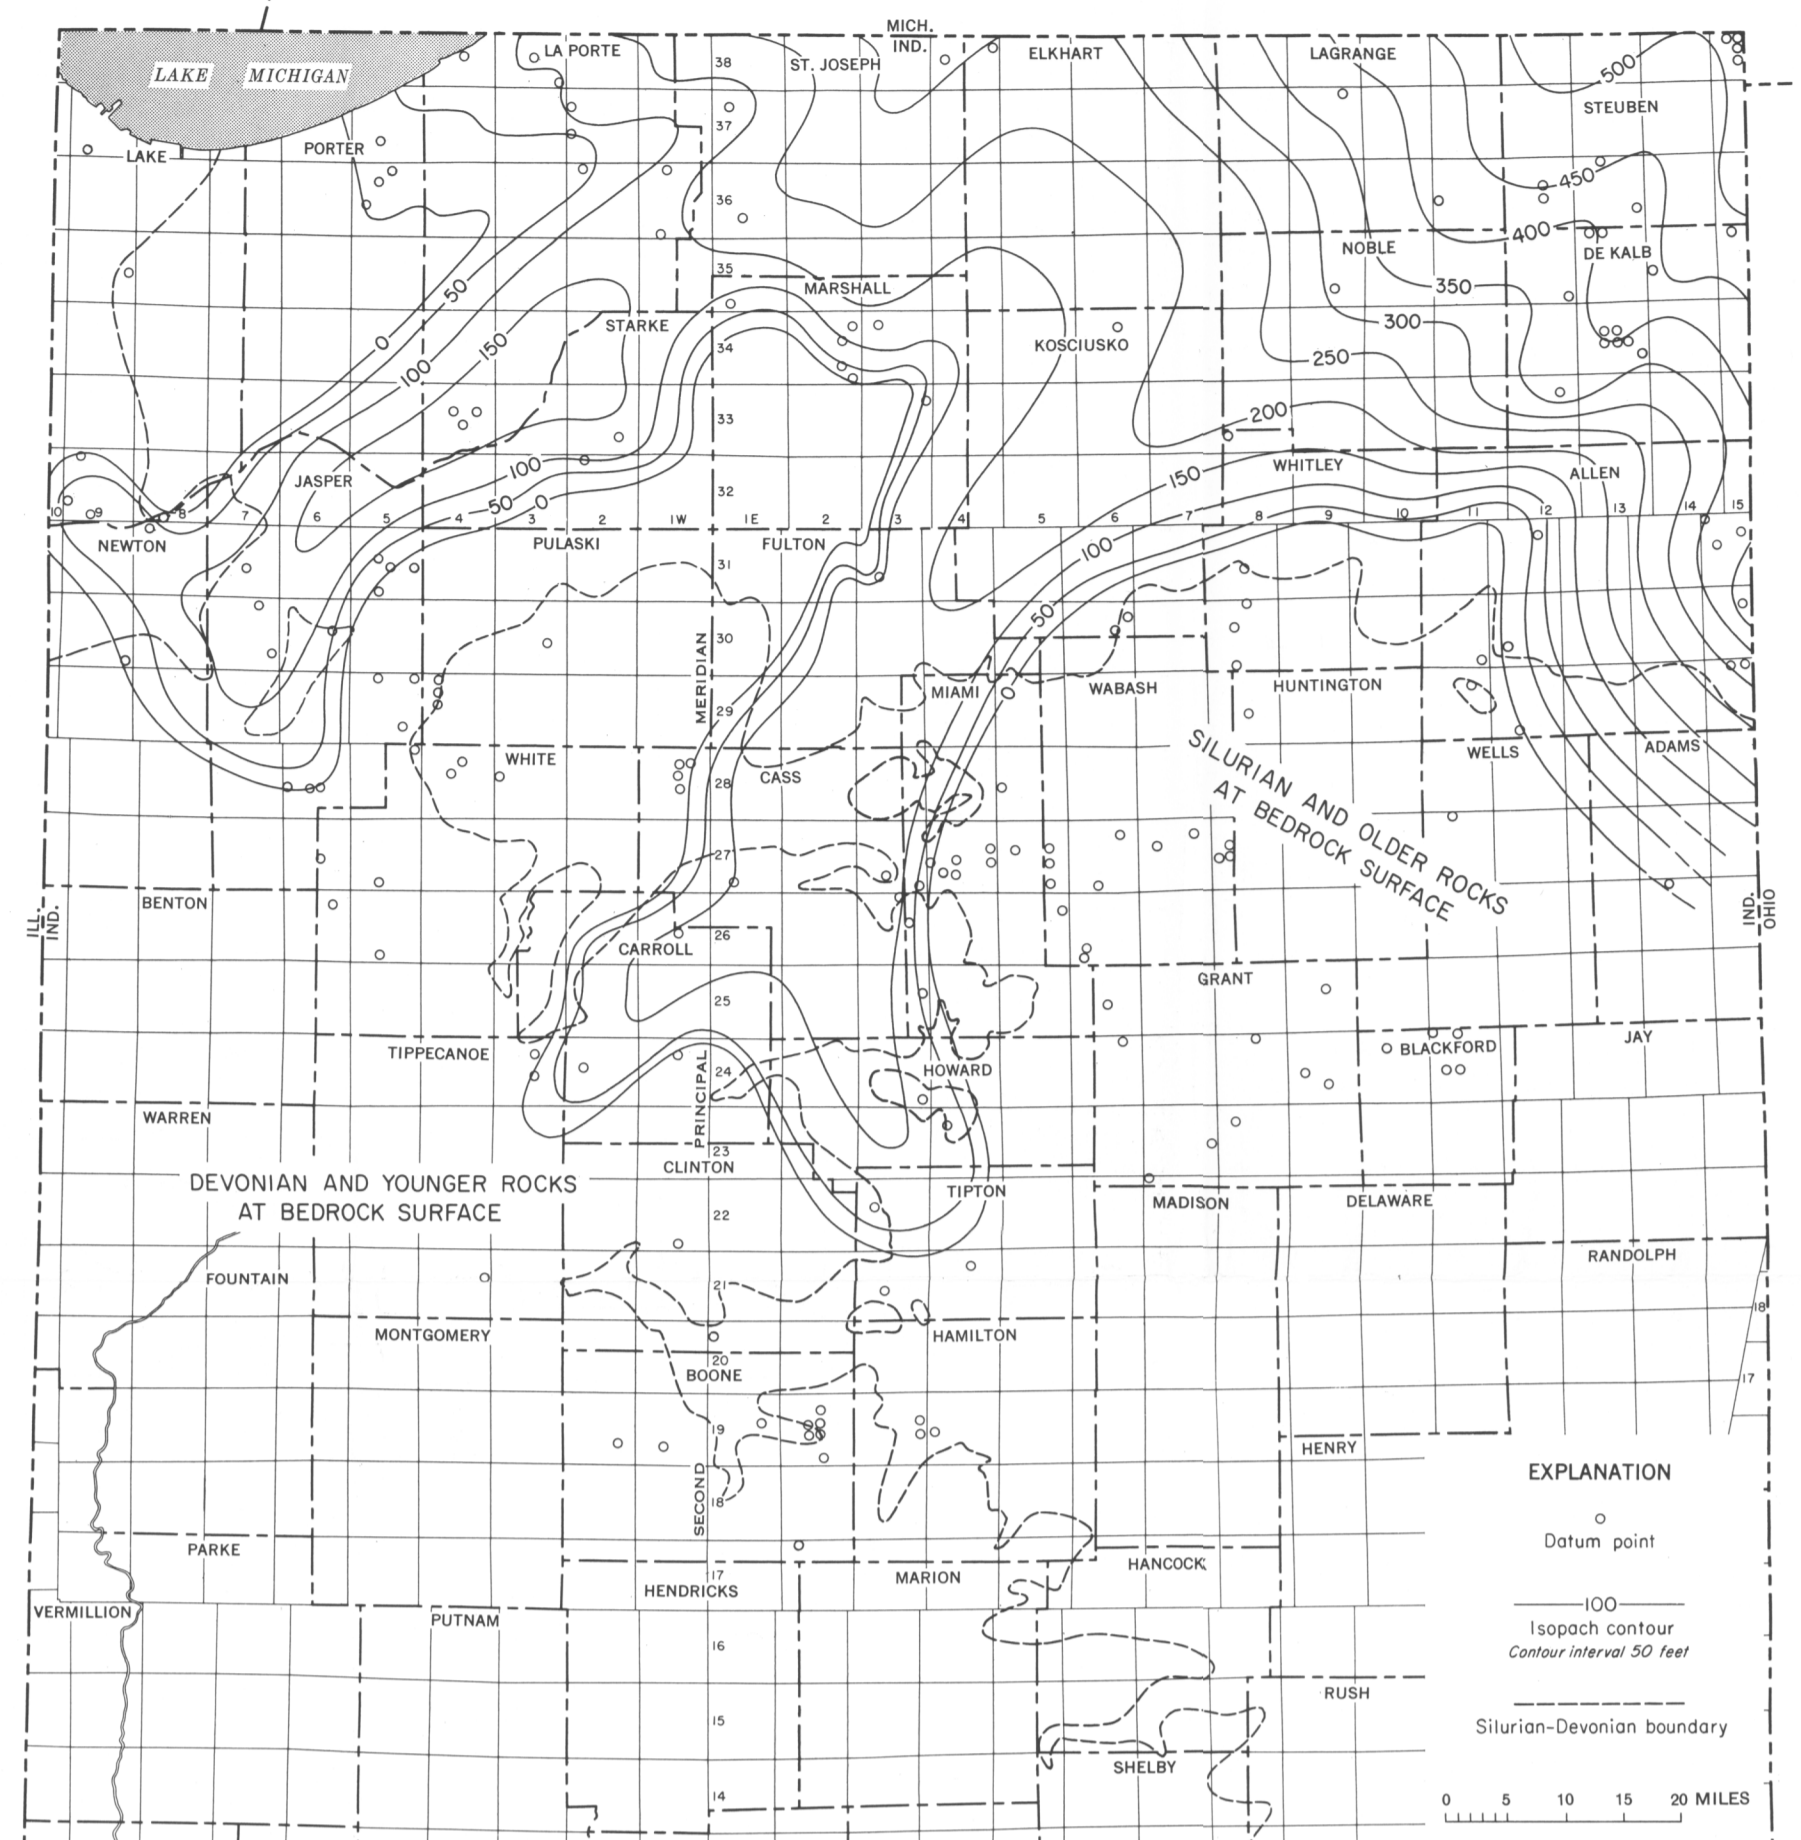 MICH.
IND.
LA PORTE
ST. JOSEPH
ELKHART
LAGRANGE
38
500
LAKE MICHIGAN
STEUBEN
37
LAKE
PORTER
450
36
400
NOBLE
DE KALB
35
MARSHALL
350
50
STARKE
300
0
150
34
KOSCIUSKO
250
100
33
200
100
WHITLEY
ALLEN
JASPER
150
32
50
0
10
9
8
7
6
5
4
3
2
1W
1E
2
3
4
5
6
7
8
9
10
11
12
13
14
15
NEWTON
PULASKI
FULTON
100
31
50
30
MERIDIAN
MIAMI
WABASH
HUNTINGTON
0
29
WHITE
CASS
WELLS
ADAMS
28
SILURIAN AND OLDER ROCKS
AT BEDROCK SURFACE
27
BENTON
ILL.
IND.
IND.
OHIO
26
CARROLL
GRANT
25
TIPPECANOE
BLACKFORD
JAY
24
HOWARD
WARREN
PRINCIPAL
23
CLINTON
DEVONIAN AND YOUNGER ROCKS
AT BEDROCK SURFACE
TIPTON
MADISON
DELAWARE
22
RANDOLPH
FOUNTAIN
21
18
MONTGOMERY
HAMILTON
20
BOONE
17
19
HENRY
SECOND
18
PARKE
HANCOCK
17
HENDRICKS
MARION
VERMILLION
PUTNAM
16
RUSH
15
SHELBY
14
EXPLANATION
Datum point
100
Isopach contour
Contour interval 50 feet
Silurian-Devonian boundary
0 5 10 15 20 MILES